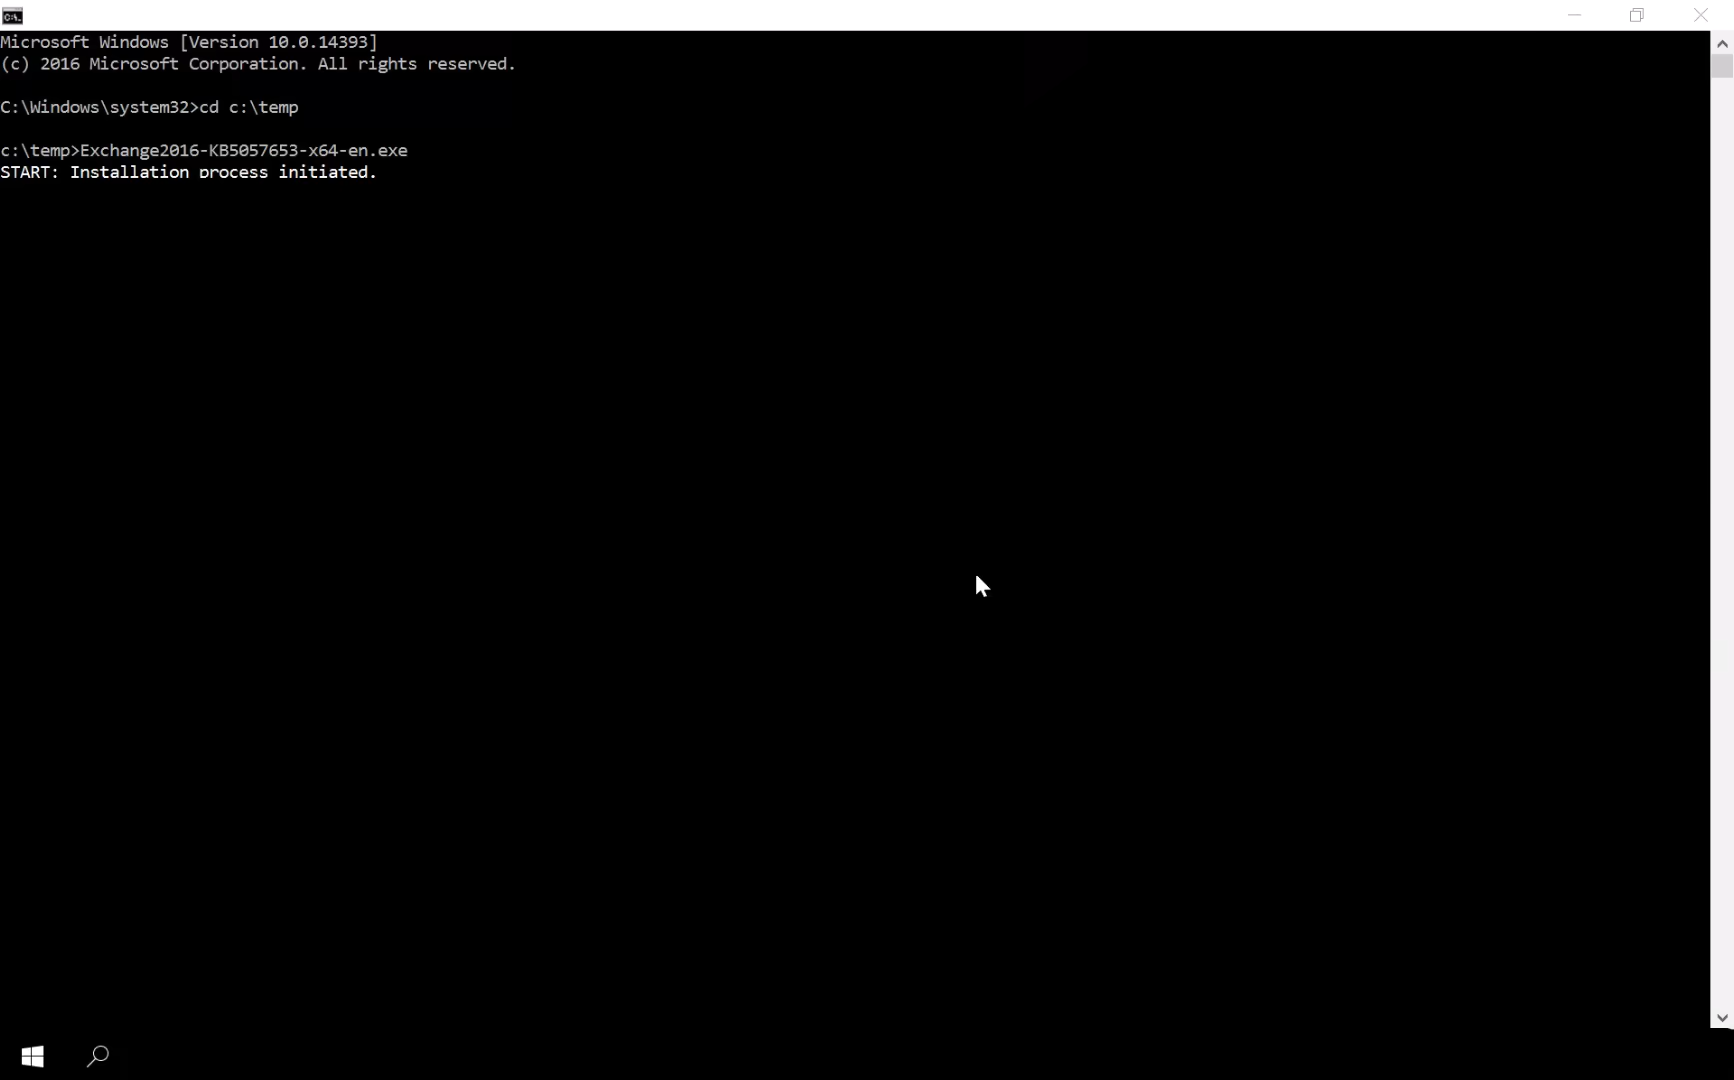 Microsoft Windows [Version 10.0.14393]
(c) 2016 Microsoft Corporation. All rights reserved.
C:\Windows\system32>cd c:\temp
c:\temp>Exchange2016-KB5057653-x64-en.exe
START: Installation process initiated.